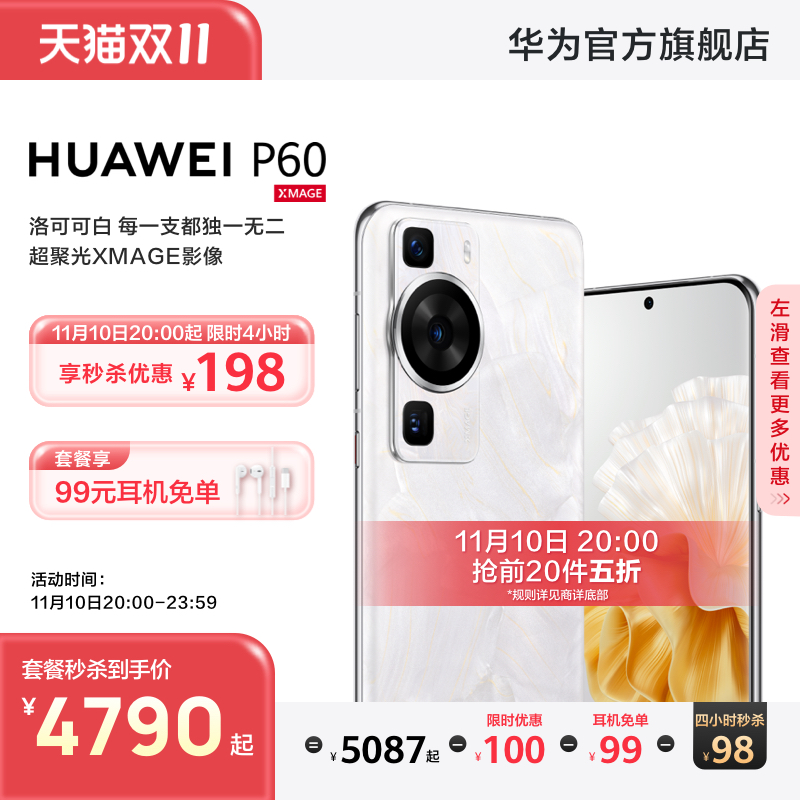 天猫双11
华为官方旗舰店
HUAWEI P60
XMAGE
洛可可白 每一支都独一无二
超聚光XMAGE影像
11月10日20:00起 限时4小时
享秒杀优惠 ¥198
套餐享
99元耳机免单
左滑查看更多优惠
11月10日 20:00
抢前20件五折
*规则详见商详底部
活动时间：
11月10日20:00-23:59
套餐秒杀到手价
¥4790起
= ¥5087起 - 限时优惠 ¥100 - 耳机免单 ¥99 - 四小时秒杀 ¥98